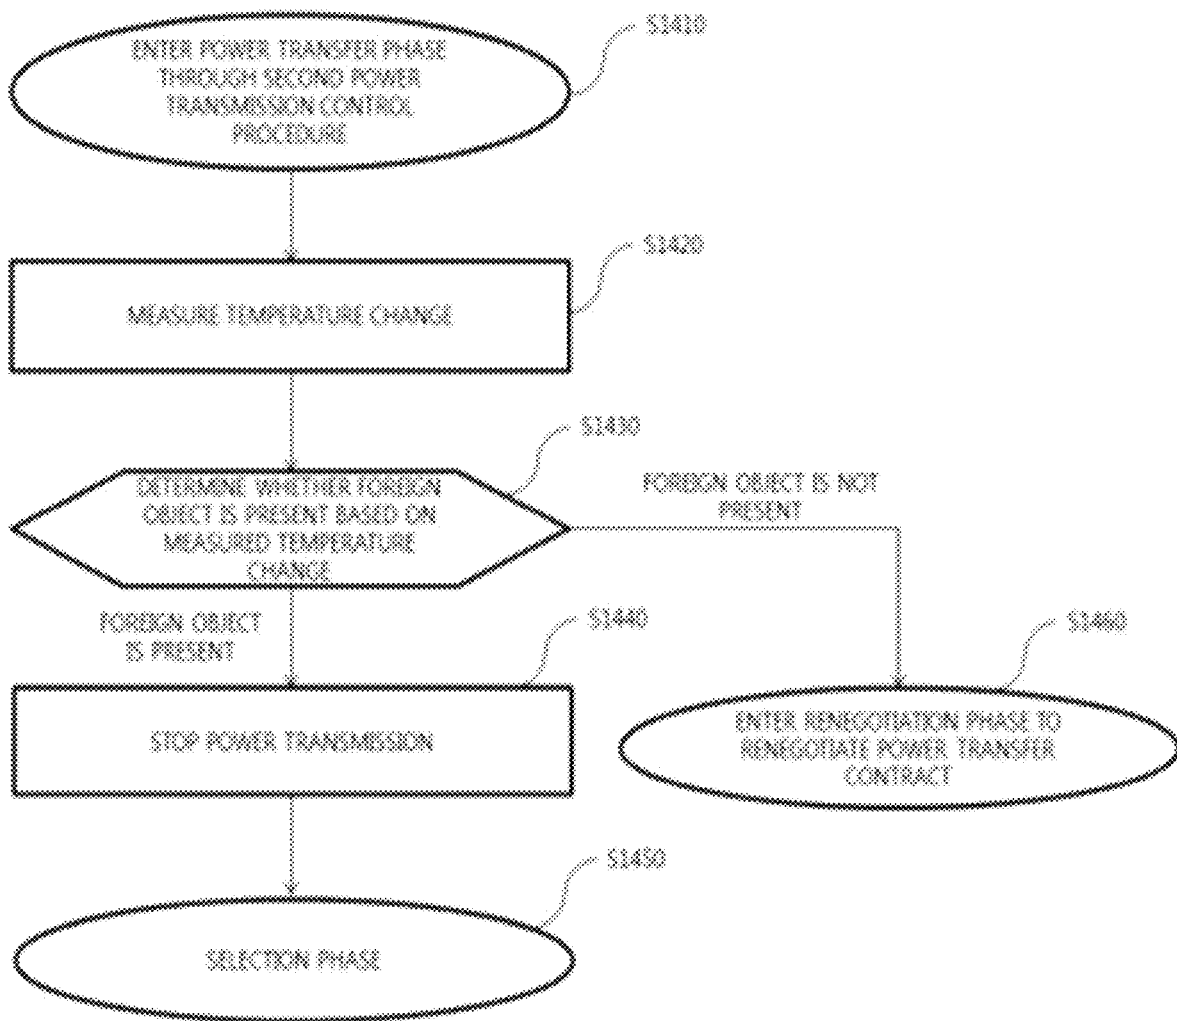 S1410
ENTER POWER TRANSFER PHASE
THROUGH SECOND POWER
TRANSMISSION CONTROL
PROCEDURE
S1420
MEASURE TEMPERATURE CHANGE
S1430
DETERMINE WHETHER FOREIGN
OBJECT IS PRESENT BASED ON
MEASURED TEMPERATURE
CHANGE
FOREIGN OBJECT IS NOT
PRESENT
FOREIGN OBJECT
IS PRESENT
S1440
STOP POWER TRANSMISSION
S1460
ENTER RENEGOTIATION PHASE TO
RENEGOTIATE POWER TRANSFER
CONTRACT
S1450
SELECTION PHASE